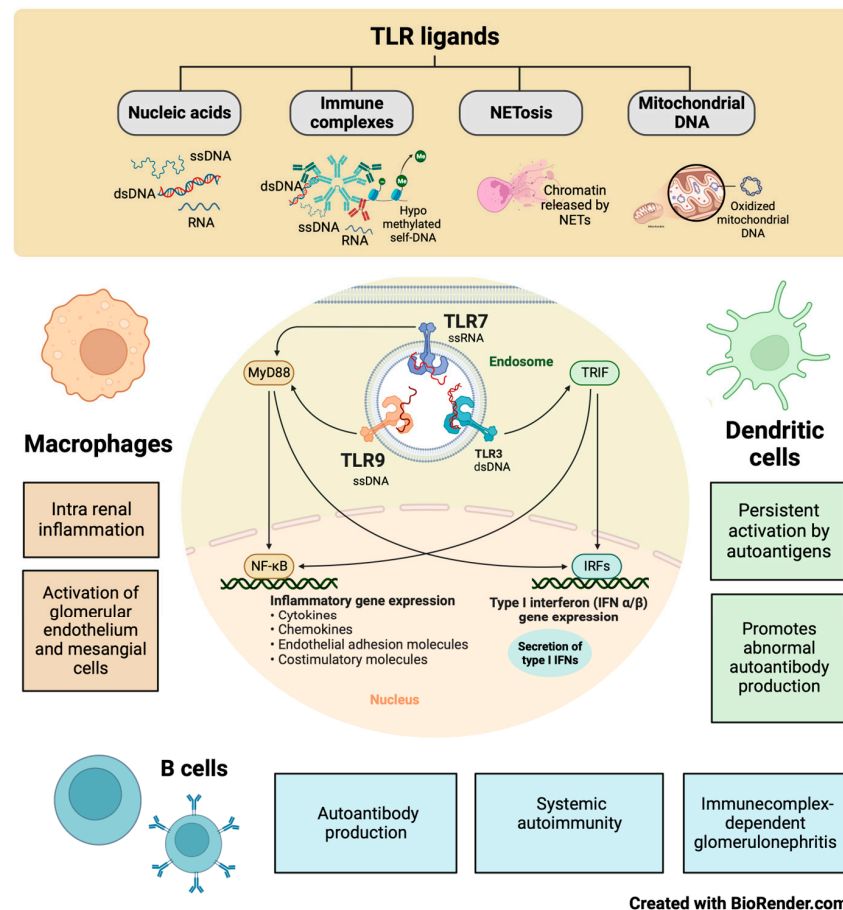 TLR ligands
Nucleic acids
Immune
complexes
NETosis
Mitochondrial
DNA
ssDNA
dsDNA
RNA
dsDNA
ssDNA
RNA
Me
Hypo
methylated
self-DNA
Chromatin
released by
NETs
Oxidized
mitochondrial
DNA
TLR7
ssRNA
Endosome
MyD88
TRIF
TLR9
ssDNA
TLR3
dsDNA
Macrophages
Intra renal
inflammation
Activation of
glomerular
endothelium
and mesangial
cells
Dendritic
cells
Persistent
activation by
autoantigens
Promotes
abnormal
autoantibody
production
NF-κB
IRFs
Inflammatory gene expression
• Cytokines
• Chemokines
• Endothelial adhesion molecules
• Costimulatory molecules
Type I interferon (IFN α/β)
gene expression
Secretion of
type I IFNs
Nucleus
B cells
Autoantibody
production
Systemic
autoimmunity
Immunecomplex-
dependent
glomerulonephritis
Created with BioRender.com